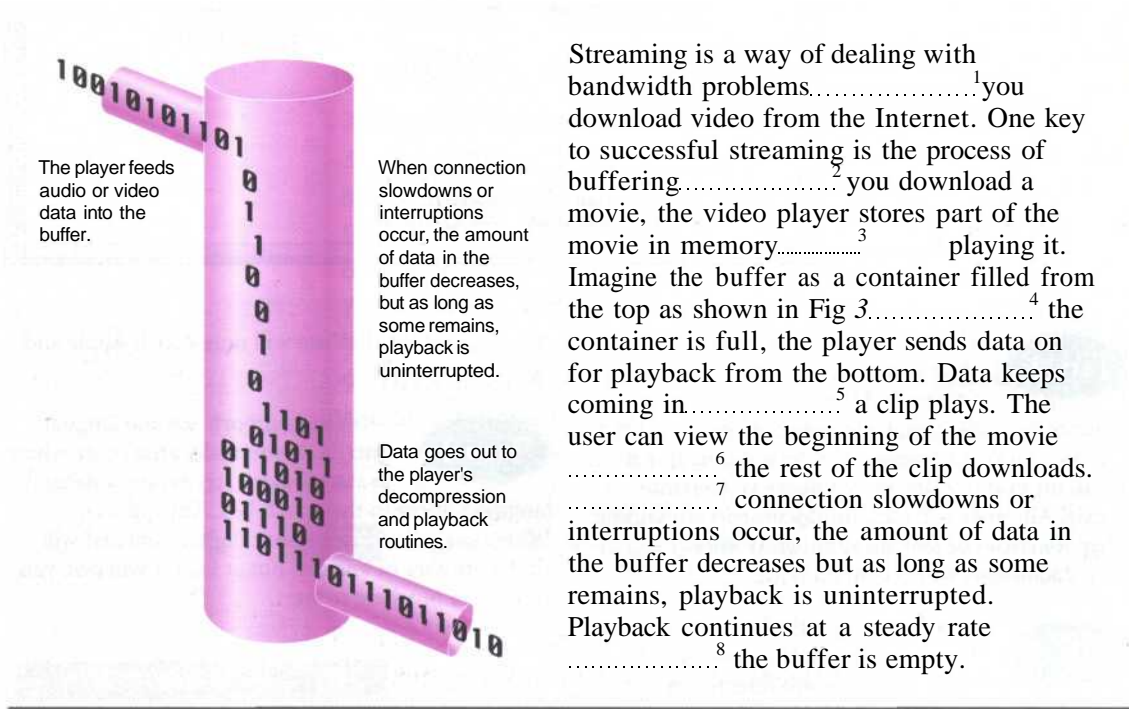 10010101101
0
1
1
0
0
1
0
1101
01011
011010
100010
01110
11011101110111011010
The player feeds
audio or video
data into the
buffer.
When connection
slowdowns or
interruptions
occur, the amount
of data in the
buffer decreases,
but as long as
some remains,
playback is
uninterrupted.
Data goes out to
the player's
decompression
and playback
routines.
Streaming is a way of dealing with
bandwidth problems....................1 you
download video from the Internet. One key
to successful streaming is the process of
buffering...................2 you download a
movie, the video player stores part of the
movie in memory....................3 playing it.
Imagine the buffer as a container filled from
the top as shown in Fig 3....................4 the
container is full, the player sends data on
for playback from the bottom. Data keeps
coming in...................5 a clip plays. The
user can view the beginning of the movie
..................6 the rest of the clip downloads.
..................7 connection slowdowns or
interruptions occur, the amount of data in
the buffer decreases but as long as some
remains, playback is uninterrupted.
Playback continues at a steady rate
..................8 the buffer is empty.